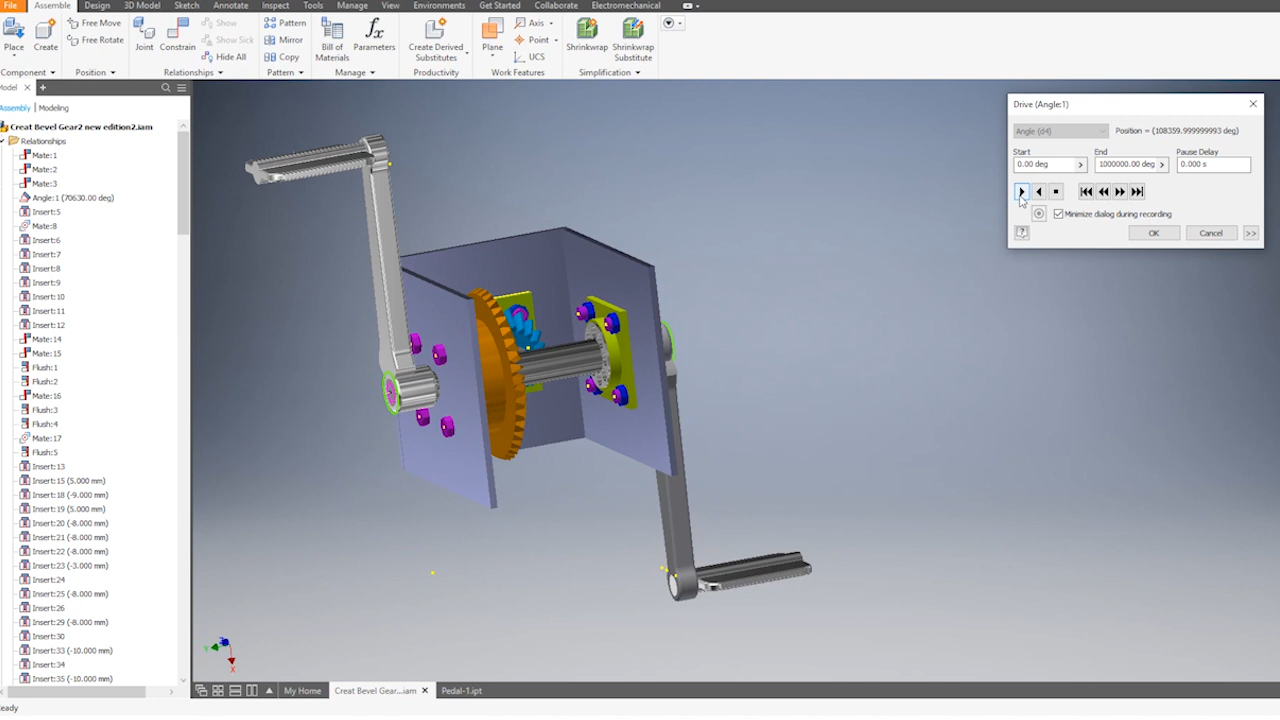 File Assemble Design 3D Model Sketch Annotate Inspect Tools Manage View Environments Get Started Collaborate Electromechanical
Place
Create
Free Move
Free Rotate
Joint
Constrain
Show
Show Sick
Hide All
Pattern
Mirror
Copy
Bill of
Materials
Parameters
Create Derived
Substitutes
Plane
Axis
Point
UCS
Shrinkwrap
Shrinkwrap
Substitute
Component Position Relationships Pattern Manage Productivity Work Features Simplification
Model
Assembly Modeling
Creat Bevel Gear2 new edition2.iam
Relationships
Mate:1
Mate:2
Mate:3
Angle:1 (70630.00 deg)
Insert:5
Mate:8
Insert:6
Insert:7
Insert:8
Insert:9
Insert:10
Insert:11
Insert:12
Mate:14
Mate:15
Flush:1
Flush:2
Mate:16
Flush:3
Flush:4
Mate:17
Flush:5
Insert:13
Insert:15 (5.000 mm)
Insert:18 (-9.000 mm)
Insert:19 (5.000 mm)
Insert:20 (-8.000 mm)
Insert:21 (-8.000 mm)
Insert:22 (-8.000 mm)
Insert:23 (-3.000 mm)
Insert:24
Insert:25 (-8.000 mm)
Insert:26
Insert:29 (-8.000 mm)
Insert:30
Insert:33 (-10.000 mm)
Insert:34
Insert:35 (-10.000 mm)
Drive (Angle:1)
Angle (d4) Position = (108359.999999993 deg)
Start End Pause Delay
0.00 deg 1000000.00 deg 0.000 s
Minimize dialog during recording
OK Cancel >>
Y Z X
My Home Creat Bevel Gear...iam Pedal-1.ipt
Ready